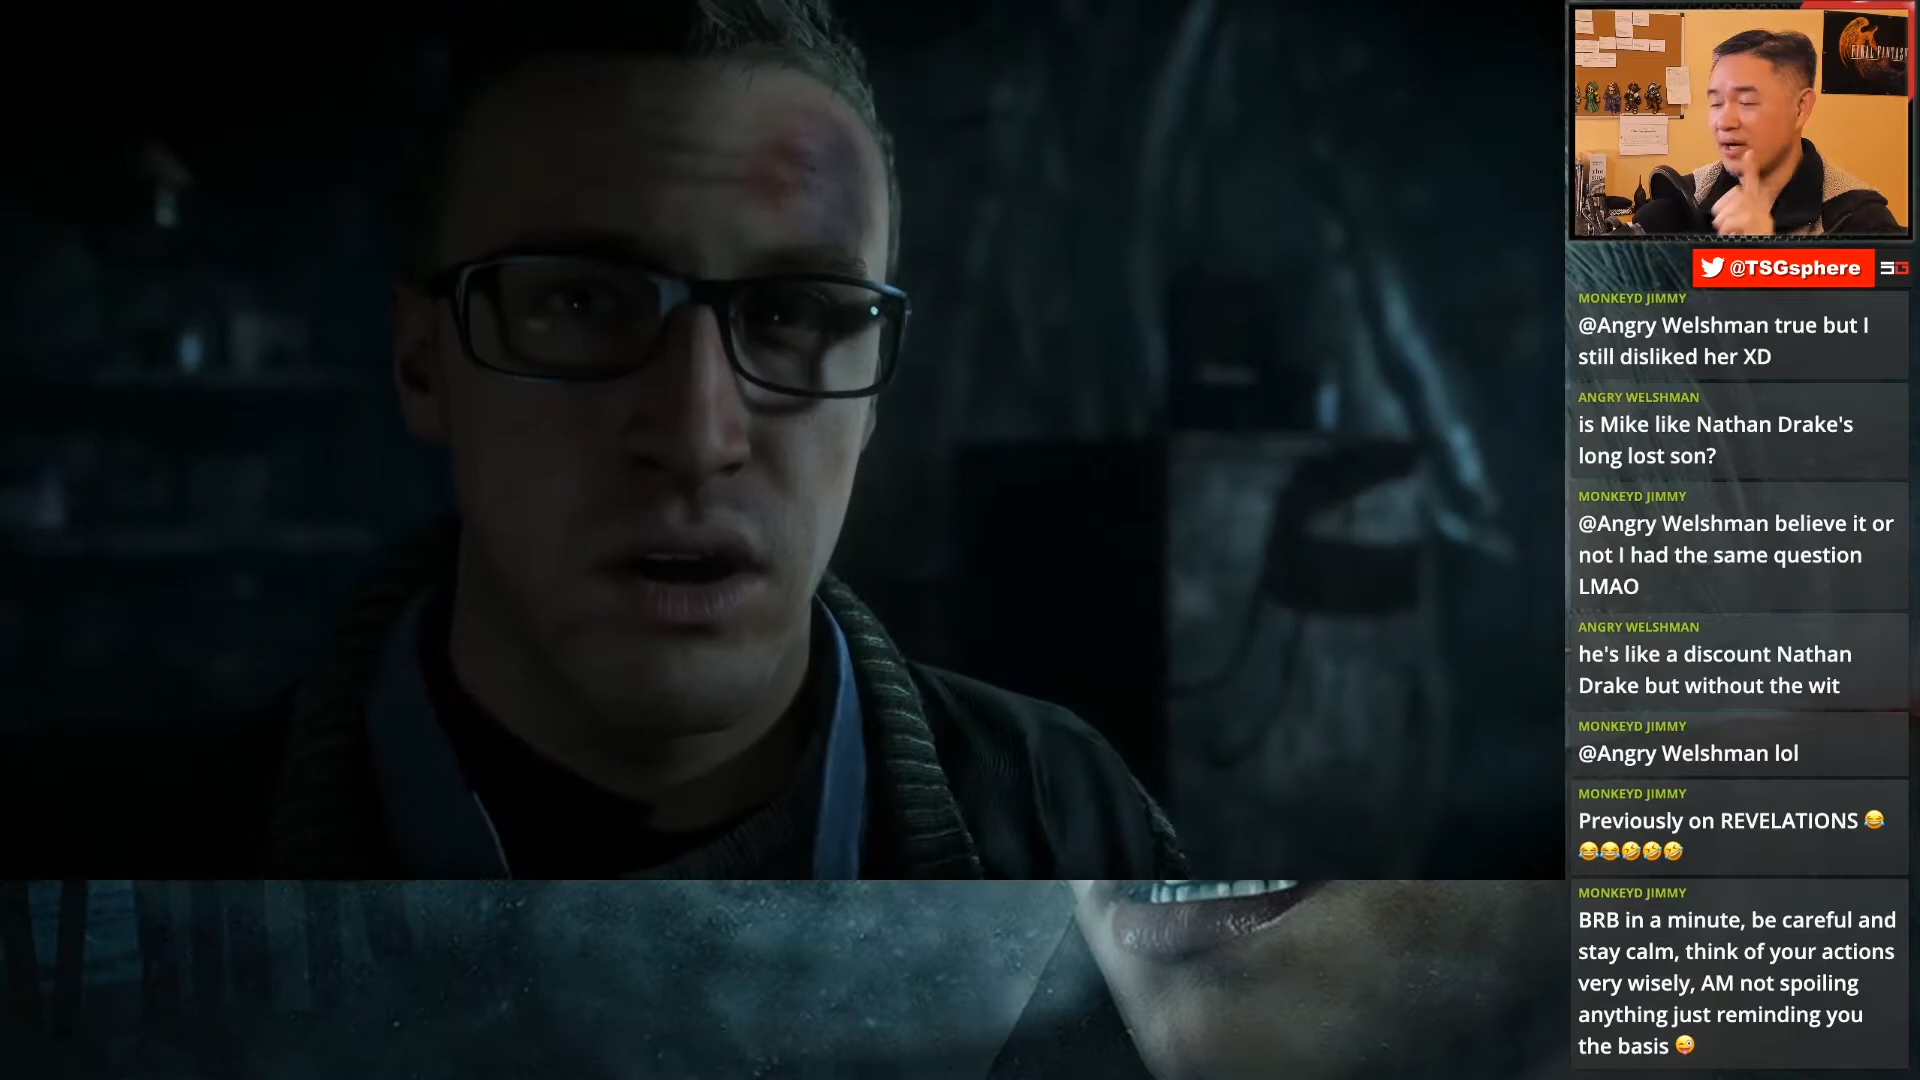 FINAL FANTASY
@TSGsphere SG
MONKEYD JIMMY
@Angry Welshman true but I
still disliked her XD
ANGRY WELSHMAN
is Mike like Nathan Drake's
long lost son?
MONKEYD JIMMY
@Angry Welshman believe it or
not I had the same question
LMAO
ANGRY WELSHMAN
he's like a discount Nathan
Drake but without the wit
MONKEYD JIMMY
@Angry Welshman lol
MONKEYD JIMMY
Previously on REVELATIONS 😂
😂😂🤣🤣🤣
MONKEYD JIMMY
BRB in a minute, be careful and
stay calm, think of your actions
very wisely, AM not spoiling
anything just reminding you
the basis 😜